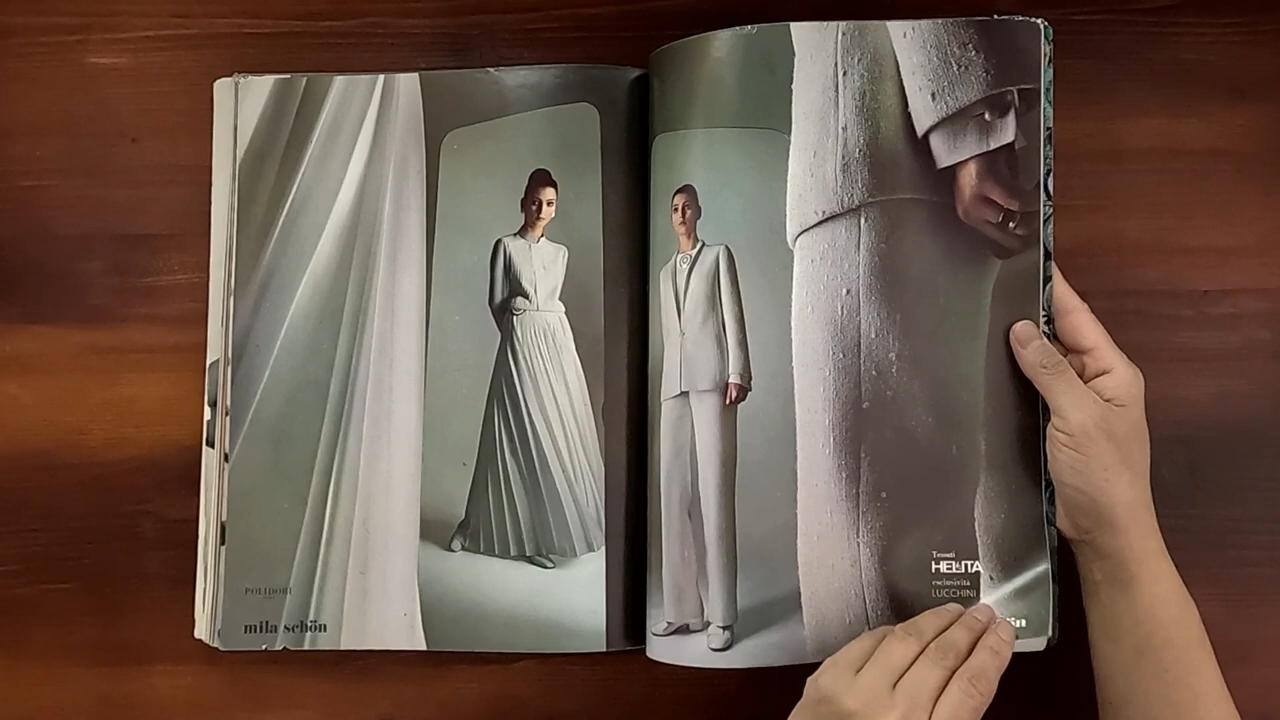 POLIDORI
mila schön
Tessuti
HELITA
esclusività
LUCCHINI